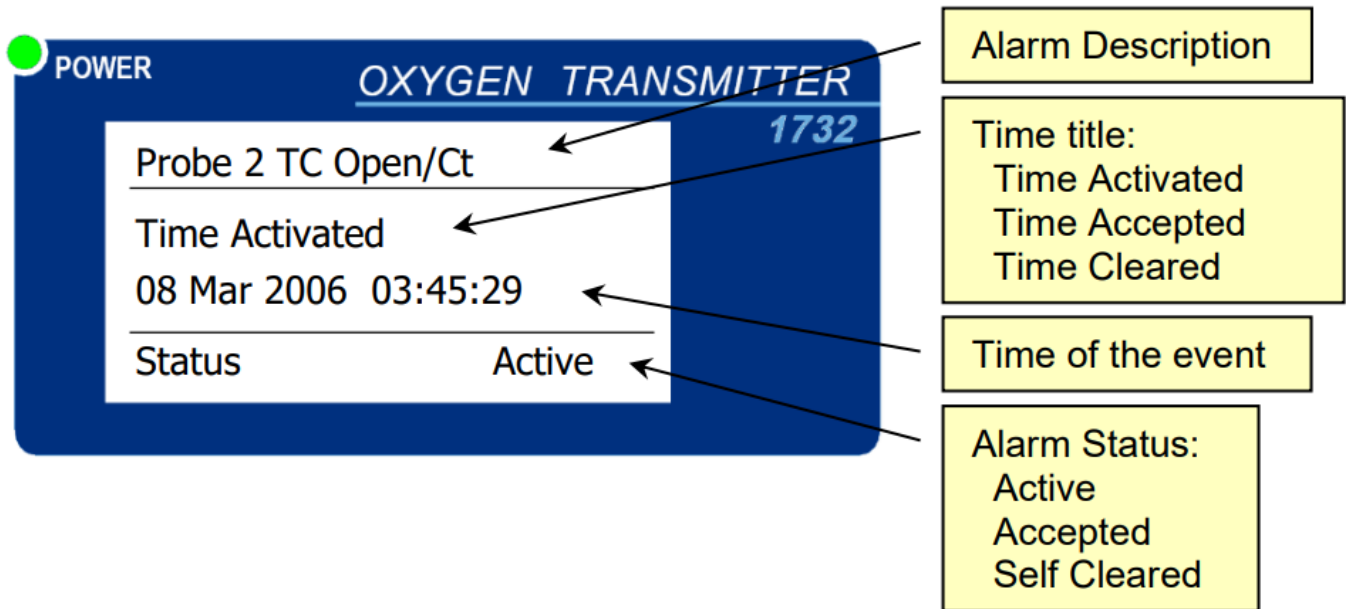 POWER
OXYGEN TRANSMITTER
1732
Probe 2 TC Open/Ct
Time Activated
08 Mar 2006 03:45:29
Status Active
Alarm Description
Time title:
Time Activated
Time Accepted
Time Cleared
Time of the event
Alarm Status:
Active
Accepted
Self Cleared